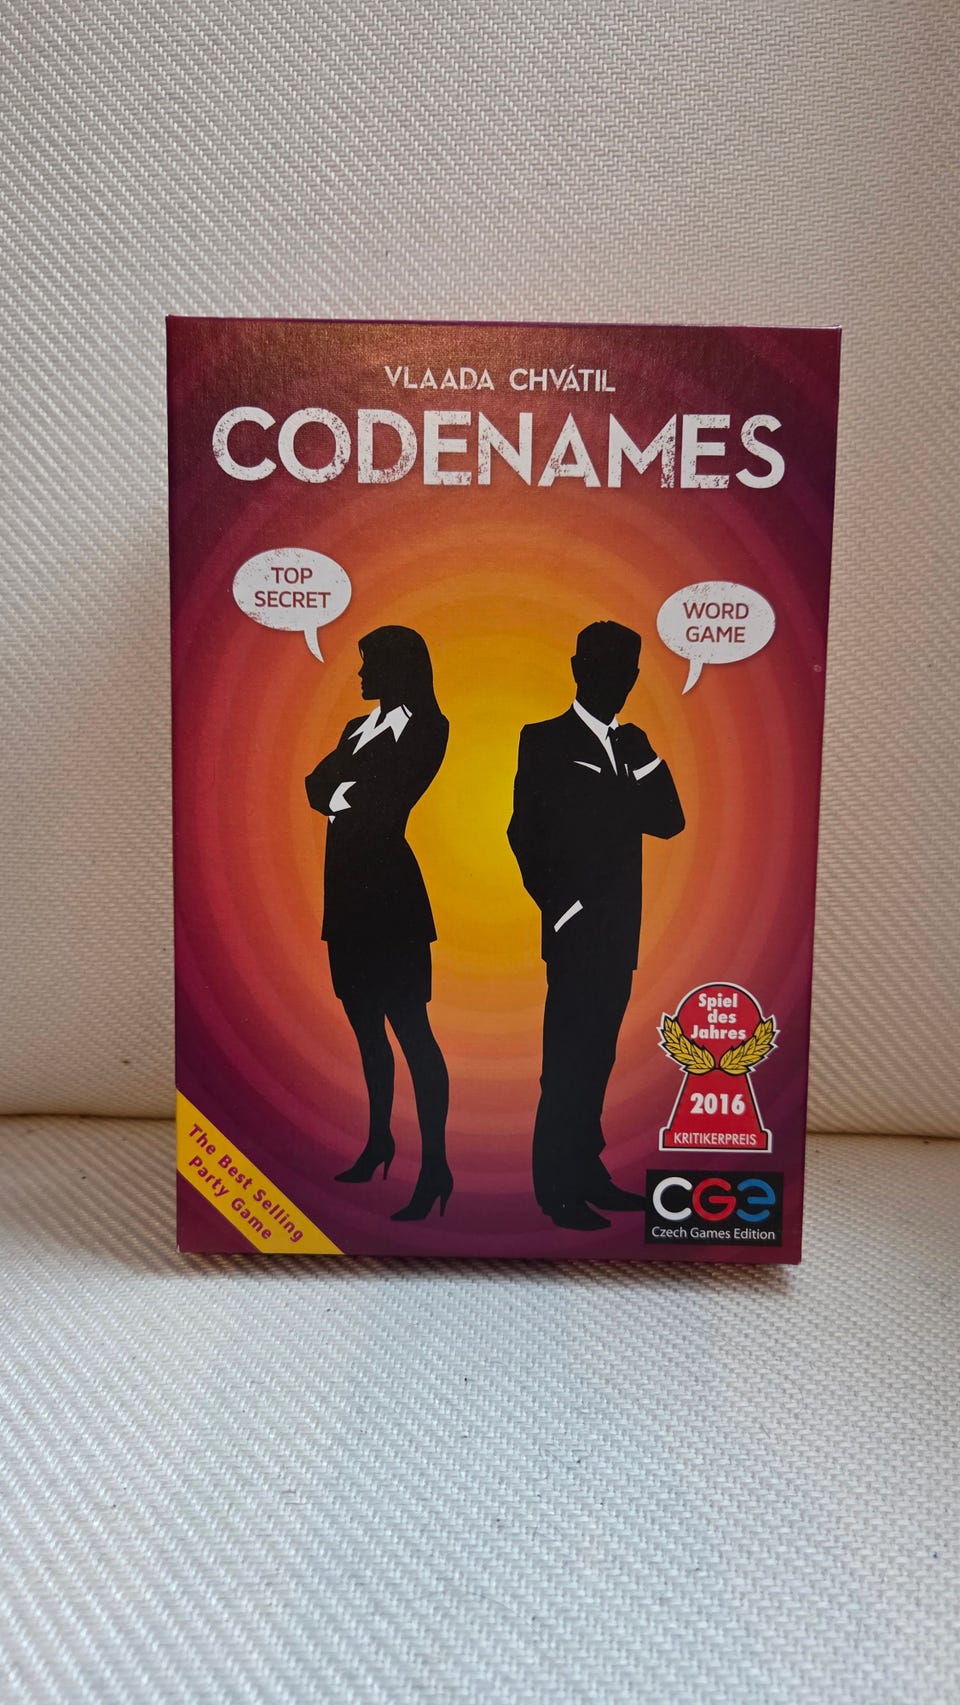 VLAADA CHVÁTIL
CODENAMES
TOP
SECRET
WORD
GAME
Spiel
des
Jahres
2016
KRITIKERPREIS
The Best Selling
Party Game
CGE
Czech Games Edition